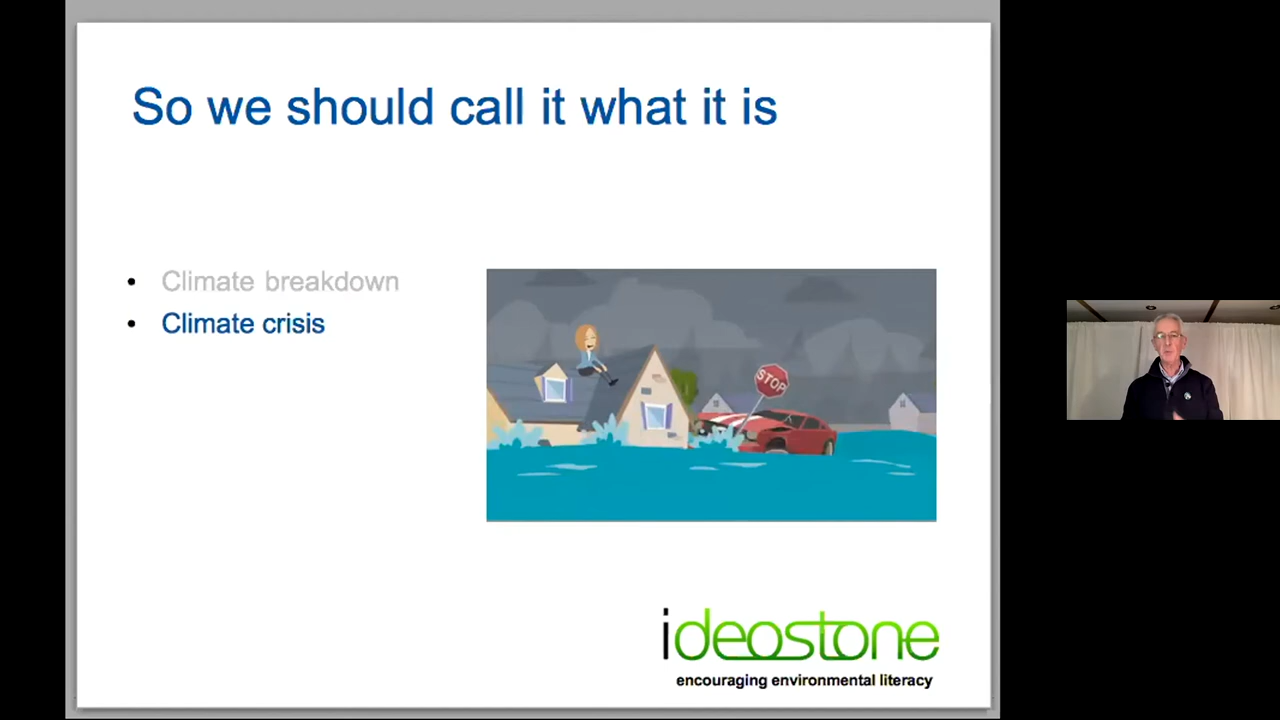 So we should call it what it is
• Climate breakdown
• Climate crisis
STOP
ideostone
encouraging environmental literacy